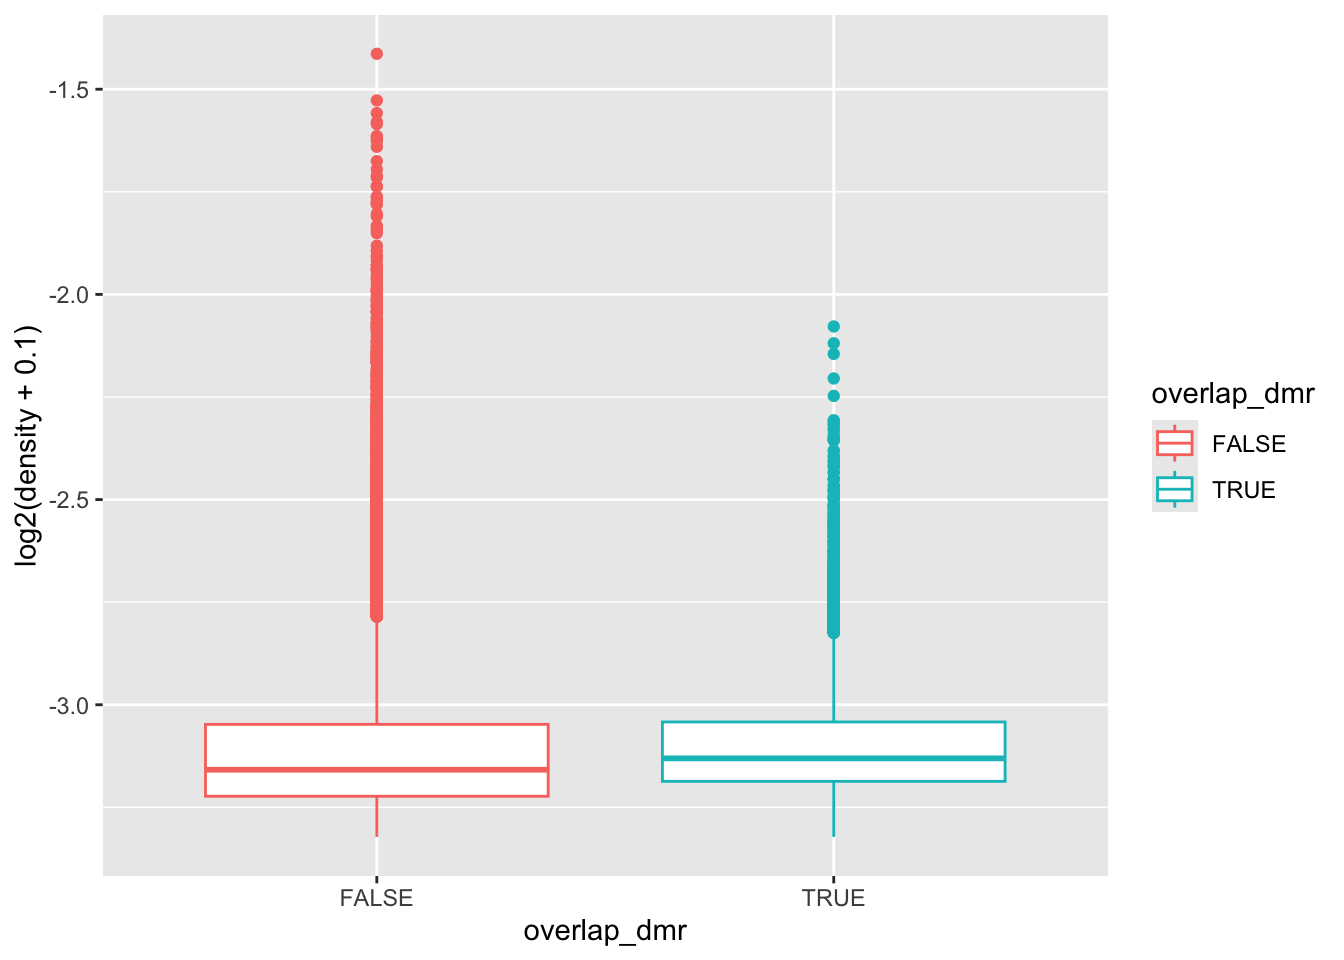 log2(density + 0.1)
-1.5
-2.0
-2.5
-3.0
FALSE
TRUE
overlap_dmr
overlap_dmr
FALSE
TRUE